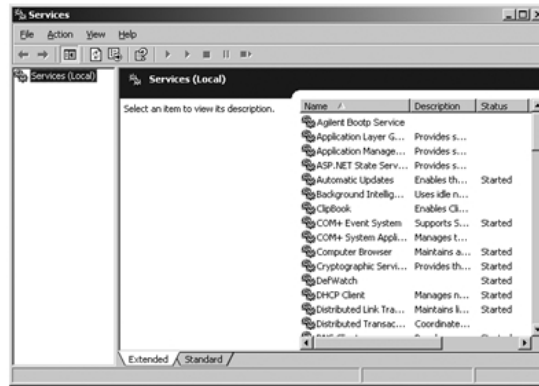 Services
File Action View Help
Services (Local)
Services (Local)
Select an item to view its description.
Name Description Status
Agilent Bootp Service
Application Layer G... Provides s...
Application Manage... Provides s...
ASP.NET State Serv... Provides s...
Automatic Updates Enables th... Started
Background Intellig... Uses idle n...
ClipBook Enables Cli...
COM+ Event System Supports S... Started
COM+ System Appli... Manages t...
Computer Browser Maintains a... Started
Cryptographic Servi... Provides th... Started
DefWatch Started
DHCP Client Manages n... Started
Distributed Link Tra... Maintains li... Started
Distributed Transac... Coordinate...
Extended Standard